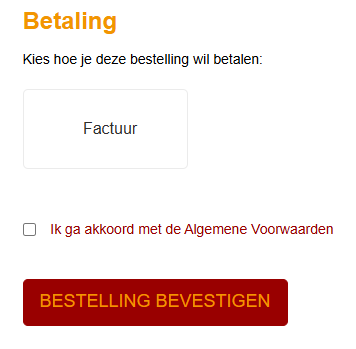 Betaling
Kies hoe je deze bestelling wil betalen:
Factuur
Ik ga akkoord met de Algemene Voorwaarden
BESTELLING BEVESTIGEN